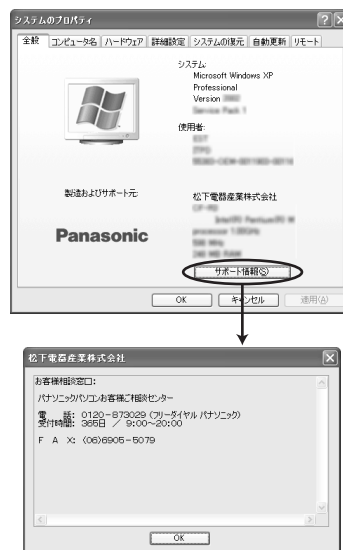 システムのプロパティ
全般 コンピュータ名 ハードウェア 詳細設定 システムの復元 自動更新 リモート
システム:
Microsoft Windows XP
Professional
Version
使用者:
製造およびサポート元:
松下電器産業株式会社
Panasonic
サポート情報(S)
OK キャンセル 適用(A)
松下電器産業株式会社
お客様相談窓口:
パナソニックパソコンお客様ご相談センター
電　　話: 0120-873029 (フリーダイヤル パナソニック)
受付時間: 365日 / 9:00~20:00
F A X: (06)6905-5079
OK